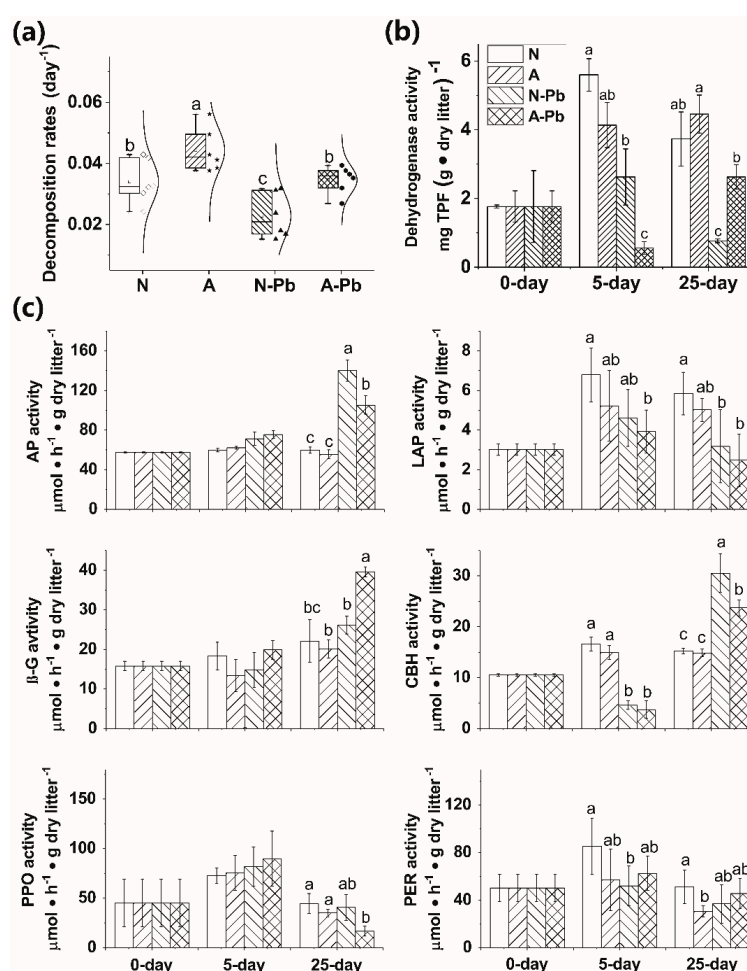 (a)
Decomposition rates (day-1)
0.06
0.04
0.02
b
a
c
b
N
A
N-Pb
A-Pb
(b)
Dehydrogenase activity
mg TPF (g • dry litter)-1
6
4
2
0
N
A
N-Pb
A-Pb
a
ab
b
c
ab
a
c
b
0-day
5-day
25-day
(c)
AP activity
μmol • h-1 • g dry litter-1
160
120
80
40
0
c
c
a
b
LAP activity
μmol • h-1 • g dry litter-1
8
6
4
2
0
a
ab
ab
b
a
ab
b
b
ß-G avtivity
μmol • h-1 • g dry litter-1
40
30
20
10
0
bc
b
b
a
CBH activity
μmol • h-1 • g dry litter-1
30
20
10
0
a
a
b
b
c
c
a
b
PPO activity
μmol • h-1 • g dry litter-1
150
100
50
0
a
a
ab
b
0-day
5-day
25-day
PER activity
μmol • h-1 • g dry litter-1
120
80
40
0
a
ab
b
ab
a
b
ab
ab
0-day
5-day
25-day